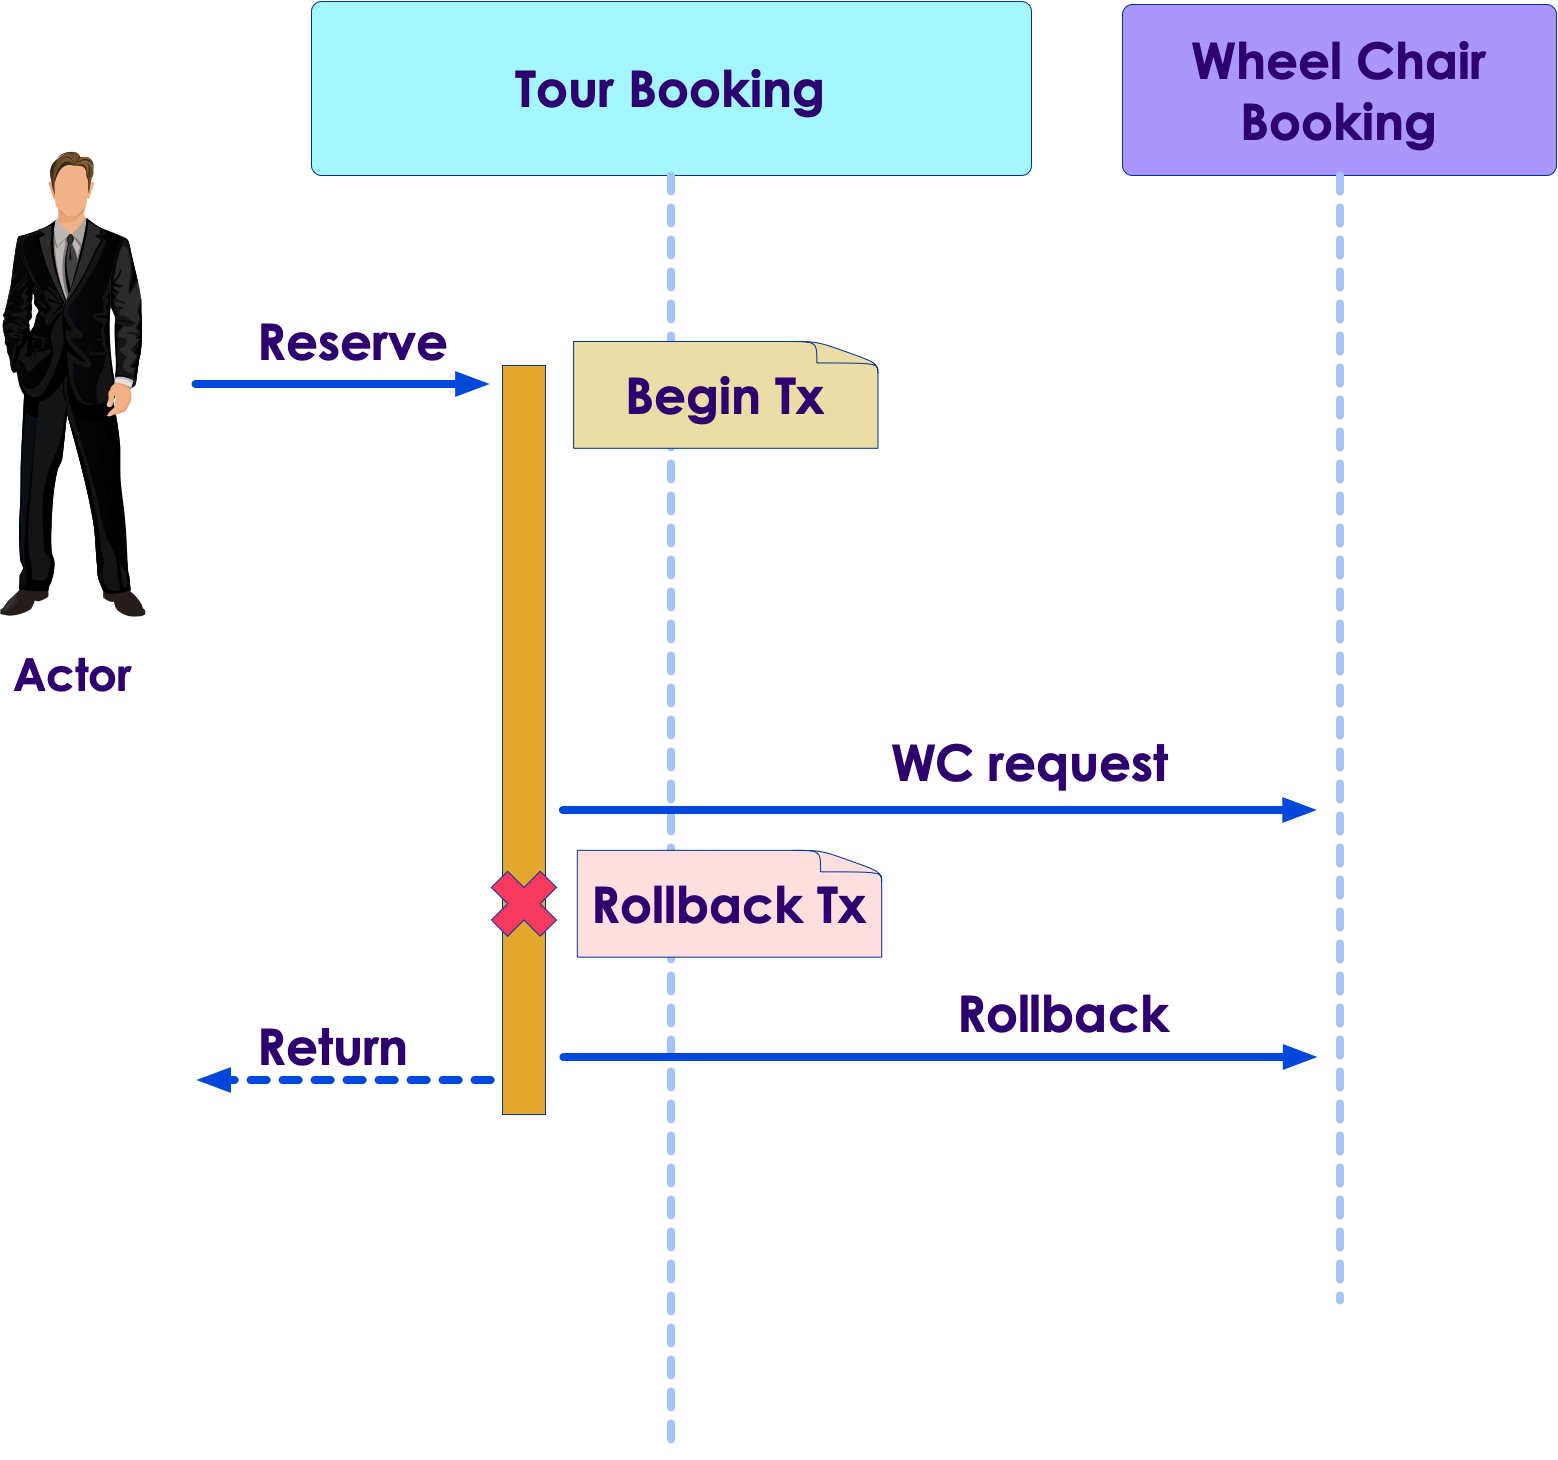 Tour Booking
Wheel Chair
Booking
Reserve
Begin Tx
Actor
WC request
Rollback Tx
Rollback
Return